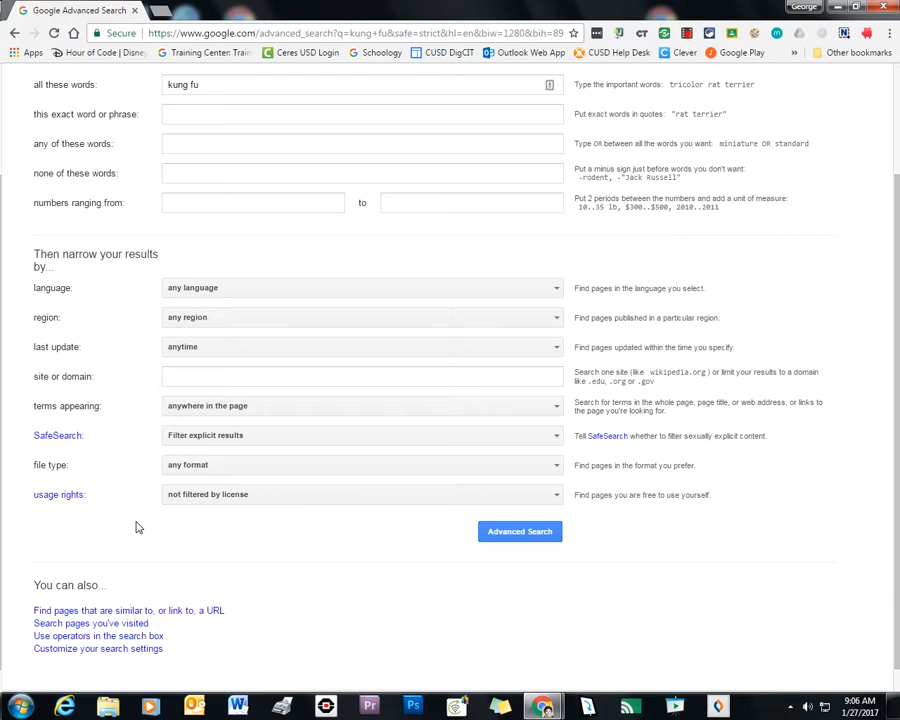 Google Advanced Search
George
Secure https://www.google.com/advanced_search?q=kung+fu&safe=strict&hl=en&biw=1280&bih=89
Apps Hour of Code | Disne Training Center: Train Ceres USD LogIn Schoology CUSD DigCIT Outlook Web App CUSD Help Desk Clever Google Play » Other bookmarks
all these words: kung fu Type the important words: tricolor rat terrier
this exact word or phrase: Put exact words in quotes: "rat terrier"
any of these words: Type OR between all the words you want: miniature OR standard
none of these words: Put a minus sign just before words you don't want:
-rodent, -"Jack Russell"
numbers ranging from: to Put 2 periods between the numbers and add a unit of measure:
10..35 lb, $300..$500, 2010..2011
Then narrow your results
by...
language: any language Find pages in the language you select.
region: any region Find pages published in a particular region.
last update: anytime Find pages updated within the time you specify.
site or domain: Search one site (like wikipedia.org ) or limit your results to a domain
like .edu, .org or .gov
terms appearing: anywhere in the page Search for terms in the whole page, page title, or web address, or links to
the page you're looking for.
SafeSearch: Filter explicit results Tell SafeSearch whether to filter sexually explicit content.
file type: any format Find pages in the format you prefer.
usage rights: not filtered by license Find pages you are free to use yourself.
Advanced Search
You can also...
Find pages that are similar to, or link to, a URL
Search pages you've visited
Use operators in the search box
Customize your search settings
Pr Ps
9:06 AM
1/27/2017